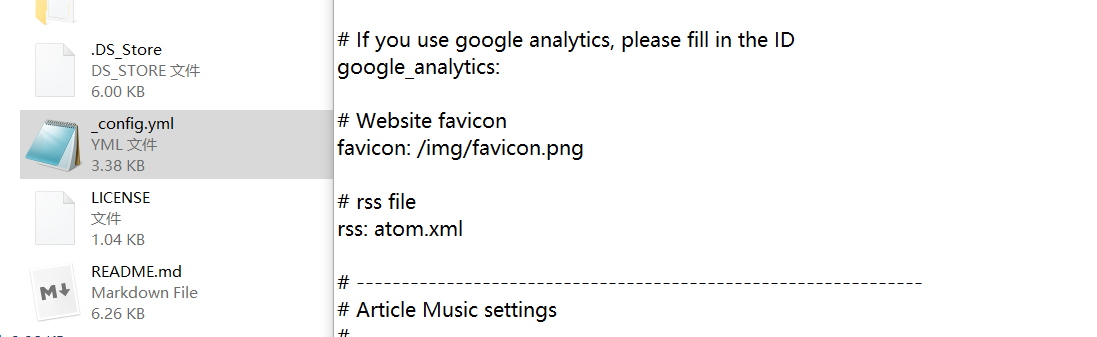 .DS_Store
DS_STORE 文件
6.00 KB
_config.yml
YML 文件
3.38 KB
LICENSE
文件
1.04 KB
README.md
Markdown File
6.26 KB
# If you use google analytics, please fill in the ID
google_analytics:
# Website favicon
favicon: /img/favicon.png
# rss file
rss: atom.xml
# ---------------------------------------------------------------
# Article Music settings
#